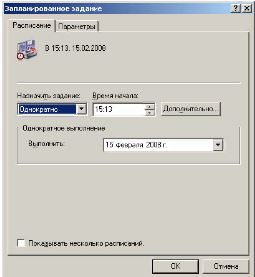 Запланированное задание
Расписание Параметры
В 15:13, 15.02.2008
Назначить задание: Время начала:
Однократно 15:13 Дополнительно...
Однократное выполнение
Выполнить: 15 февраля 2008 г.
Показывать несколько расписаний.
OK Отмена